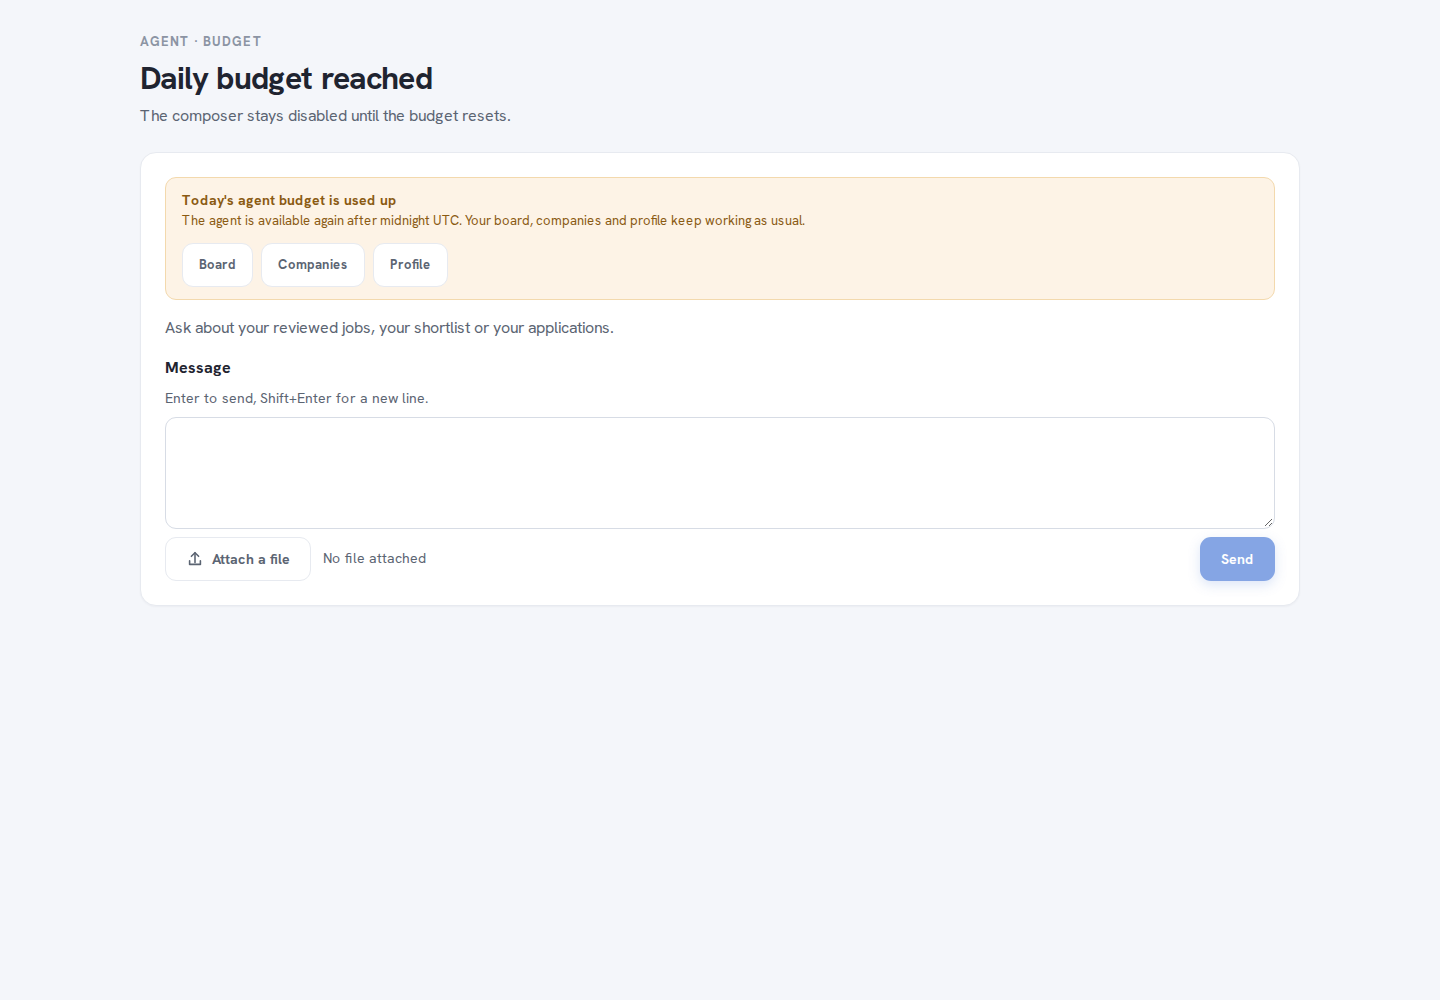 AGENT · BUDGET
Daily budget reached
The composer stays disabled until the budget resets.
Today's agent budget is used up
The agent is available again after midnight UTC. Your board, companies and profile keep working as usual.
Board Companies Profile
Ask about your reviewed jobs, your shortlist or your applications.
Message
Enter to send, Shift+Enter for a new line.
Attach a file No file attached Send